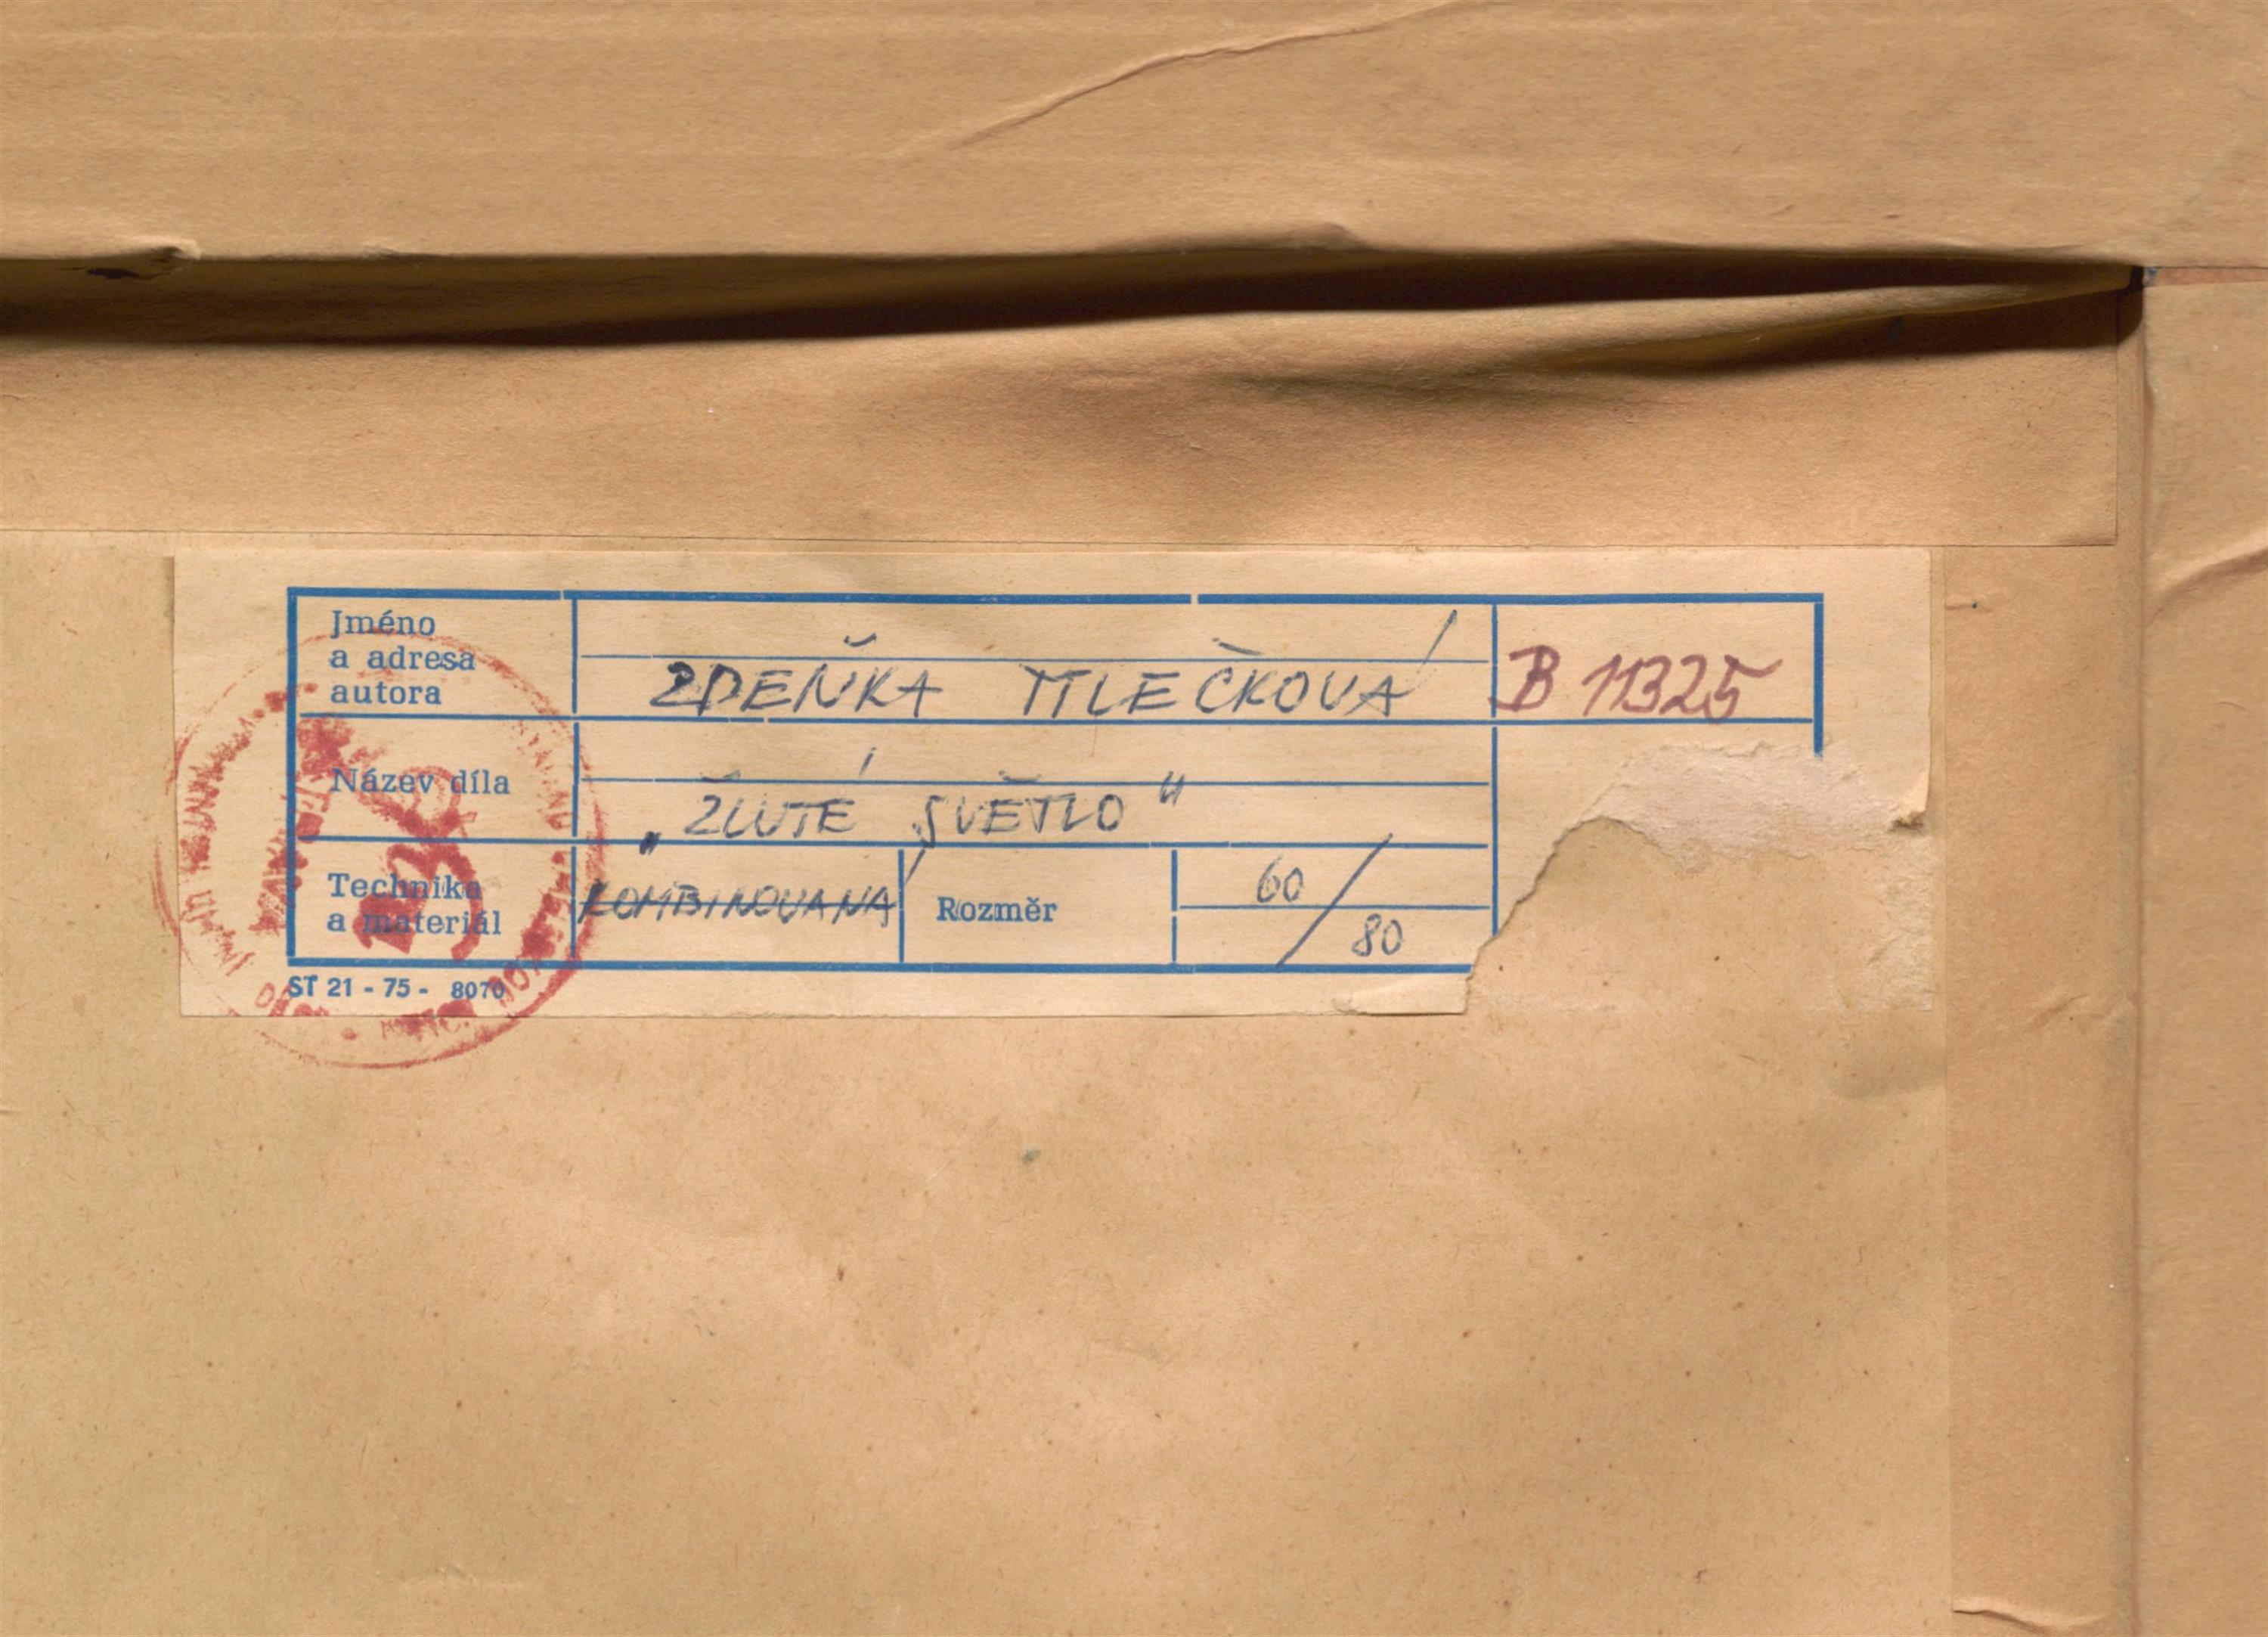 Jméno
a adresa
autora
ZDEŇKA MLEČKOVÁ
B 11325
Název díla
„ŽLUTÉ SVĚTLO"
Technika
a materiál
KOMBINOVANÁ
Rozměr
60/80
ST 21 - 75 - 8070